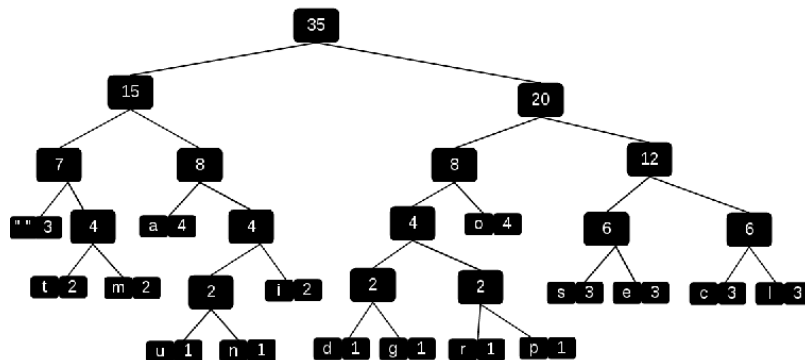 35
15
20
7 8 8 12
" " 3 4 a 4 4 4 o 4 6 6
t 2 m 2 2 i 2 2 2 s 3 e 3 c 3 l 3
u 1 n 1 d 1 g 1 r 1 p 1